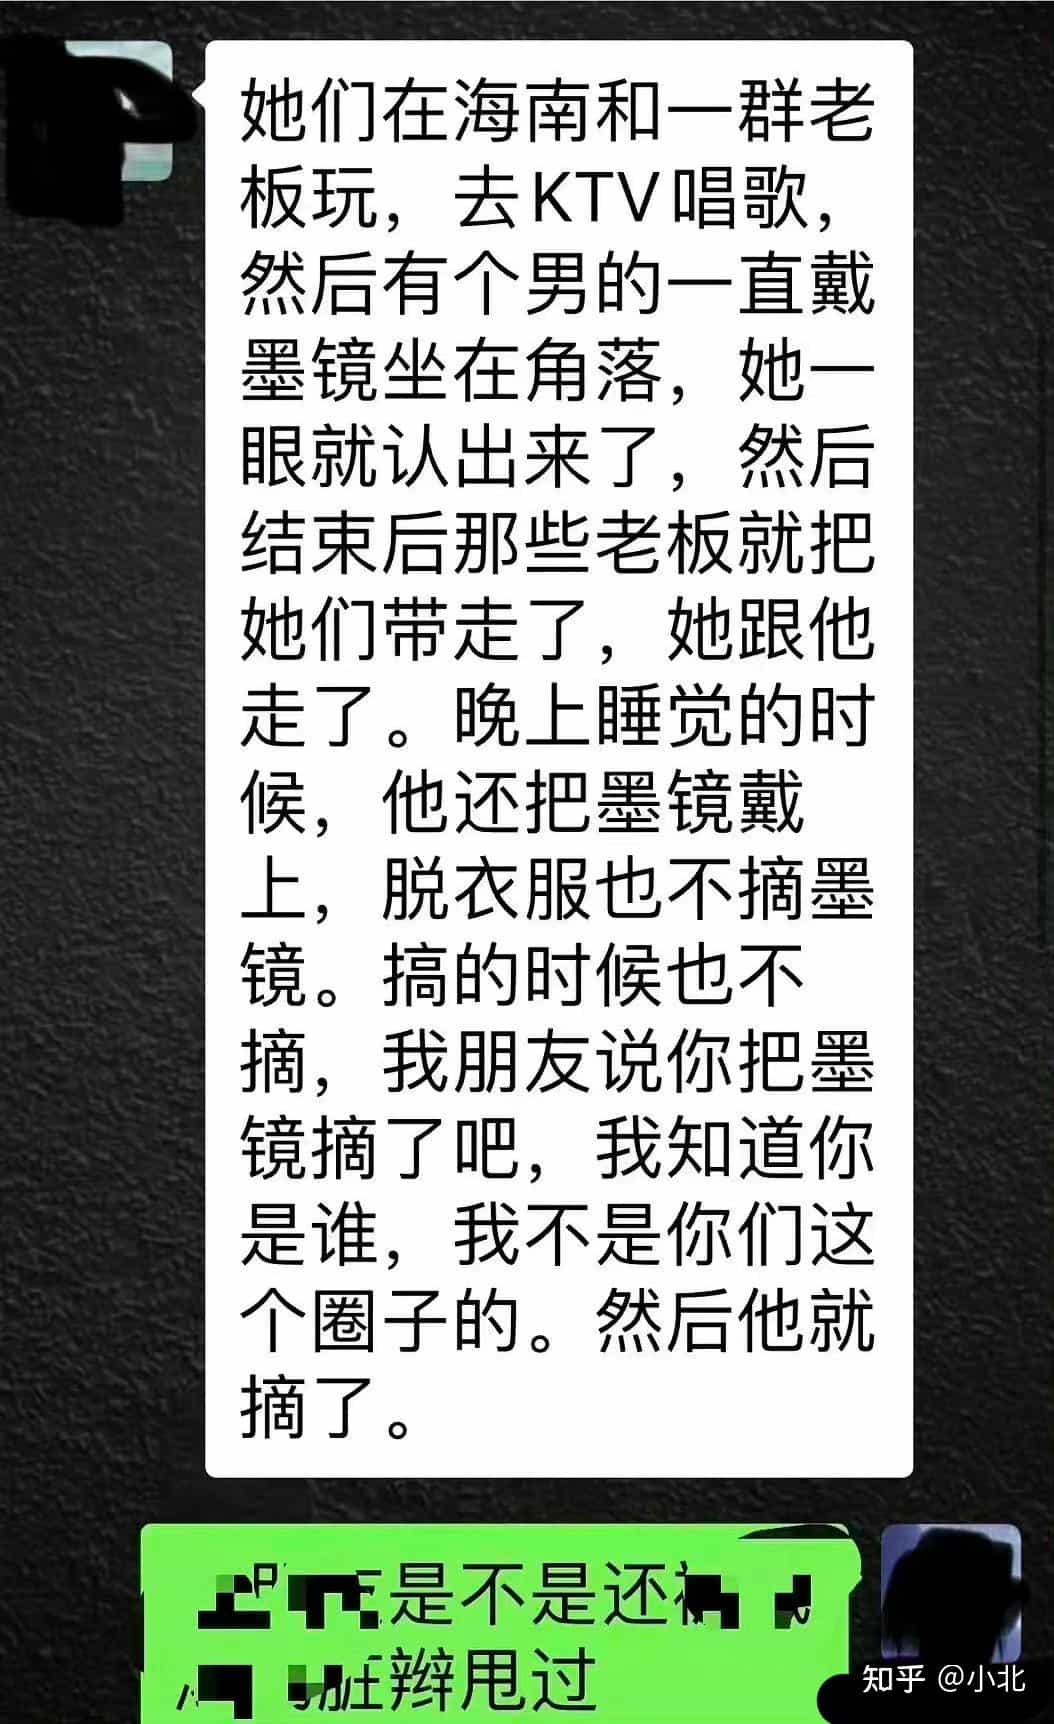 她们在海南和一群老
板玩，去KTV唱歌，
然后有个男的一直戴
墨镜坐在角落，她一
眼就认出来了，然后
结束后那些老板就把
她们带走了，她跟他
走了。晚上睡觉的时
候，他还把墨镜戴
上，脱衣服也不摘墨
镜。搞的时候也不
摘，我朋友说你把墨
镜摘了吧，我知道你
是谁，我不是你们这
个圈子的。然后他就
摘了。
是不是还
辫甩过
知乎 @小北